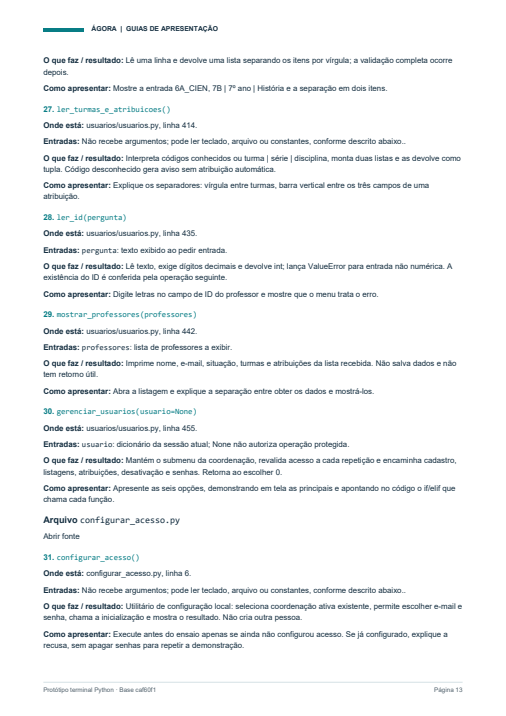 ÁGORA | GUIAS DE APRESENTAÇÃO
O que faz / resultado: Lê uma linha e devolve uma lista separando os itens por vírgula; a validação completa ocorre
depois.
Como apresentar: Mostre a entrada 6A_CIEN, 7B | 7º ano | História e a separação em dois itens.
27. ler_turmas_e_atribuicoes()
Onde está: usuarios/usuarios.py, linha 414.
Entradas: Não recebe argumentos; pode ler teclado, arquivo ou constantes, conforme descrito abaixo..
O que faz / resultado: Interpreta códigos conhecidos ou turma | série | disciplina, monta duas listas e as devolve como
tupla. Código desconhecido gera aviso sem atribuição automática.
Como apresentar: Explique os separadores: vírgula entre turmas, barra vertical entre os três campos de uma
atribuição.
28. ler_id(pergunta)
Onde está: usuarios/usuarios.py, linha 435.
Entradas: pergunta: texto exibido ao pedir entrada.
O que faz / resultado: Lê texto, exige dígitos decimais e devolve int; lança ValueError para entrada não numérica. A
existência do ID é conferida pela operação seguinte.
Como apresentar: Digite letras no campo de ID do professor e mostre que o menu trata o erro.
29. mostrar_professores(professores)
Onde está: usuarios/usuarios.py, linha 442.
Entradas: professores: lista de professores a exibir.
O que faz / resultado: Imprime nome, e-mail, situação, turmas e atribuições da lista recebida. Não salva dados e não
tem retorno útil.
Como apresentar: Abra a listagem e explique a separação entre obter os dados e mostrá-los.
30. gerenciar_usuarios(usuario=None)
Onde está: usuarios/usuarios.py, linha 455.
Entradas: usuario: dicionário da sessão atual; None não autoriza operação protegida.
O que faz / resultado: Mantém o submenu da coordenação, revalida acesso a cada repetição e encaminha cadastro,
listagens, atribuições, desativação e senhas. Retorna ao escolher 0.
Como apresentar: Apresente as seis opções, demonstrando em tela as principais e apontando no código o if/elif que
chama cada função.
Arquivo configurar_acesso.py
Abrir fonte
31. configurar_acesso()
Onde está: configurar_acesso.py, linha 6.
Entradas: Não recebe argumentos; pode ler teclado, arquivo ou constantes, conforme descrito abaixo..
O que faz / resultado: Utilitário de configuração local: seleciona coordenação ativa existente, permite escolher e-mail e
senha, chama a inicialização e mostra o resultado. Não cria outra pessoa.
Como apresentar: Execute antes do ensaio apenas se ainda não configurou acesso. Se já configurado, explique a
recusa, sem apagar senhas para repetir a demonstração.
Protótipo terminal Python · Base caf60f1
Página 13